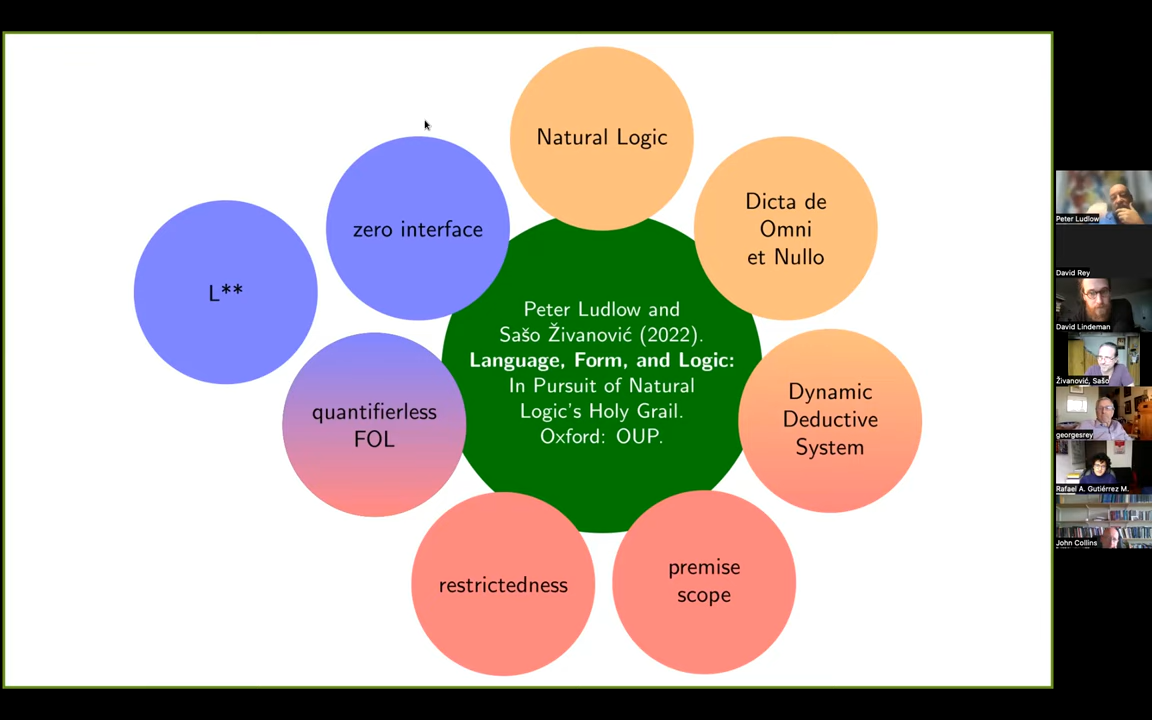 Natural Logic
Dicta de
Omni
et Nullo
zero interface
L**
Peter Ludlow and
Sašo Živanović (2022).
Language, Form, and Logic:
In Pursuit of Natural
Logic's Holy Grail.
Oxford: OUP.
Dynamic
Deductive
System
quantifierless
FOL
restrictedness
premise
scope
Peter Ludlow
David Rey
David Lindeman
Živanović, Sašo
georgesrey
Rafael A. Gutiérrez M.
John Collins